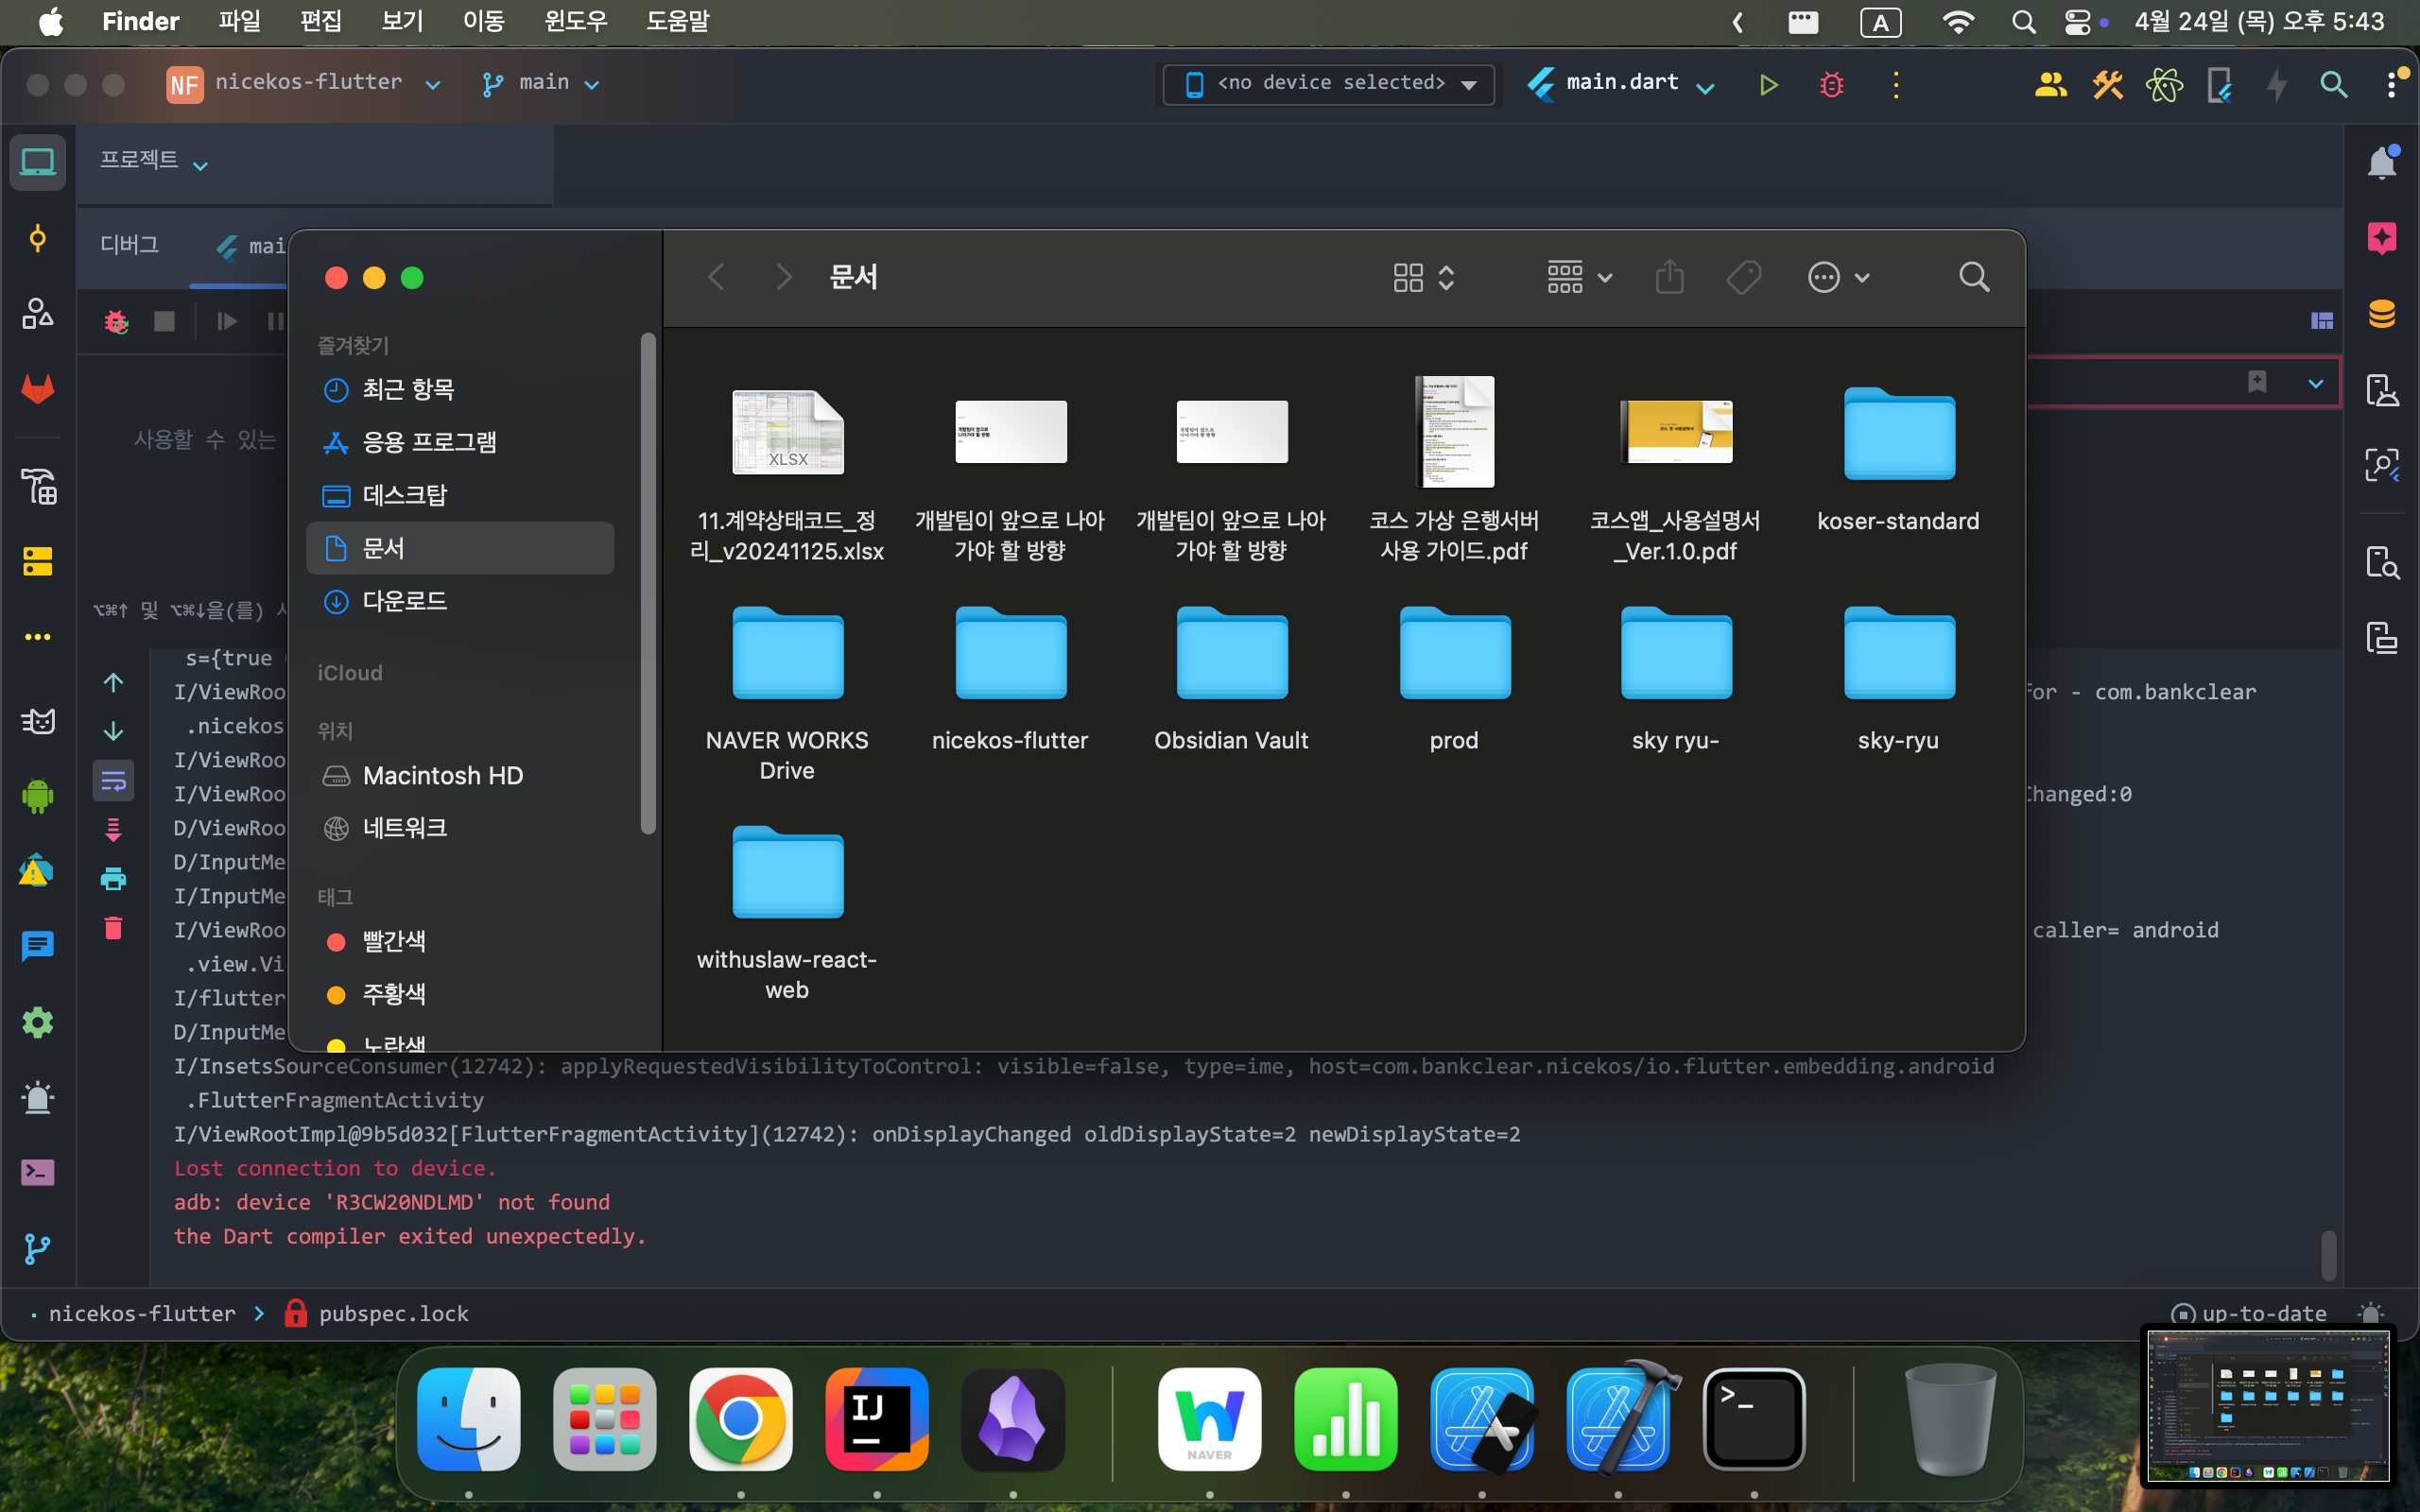 Finder 파일 편집 보기 이동 윈도우 도움말 A 4월 24일 (목) 오후 5:43
NF nicekos-flutter main <no device selected> main.dart
프로젝트
디버그 mai
문서
즐겨찾기
최근 항목
응용 프로그램
데스크탑
문서
다운로드
iCloud
위치
Macintosh HD
네트워크
태그
빨간색
주황색
노란색
XLSX
11.계약상태코드_정
리_v20241125.xlsx
개발팀이 앞으로 나아
가야 할 방향
개발팀이 앞으로 나아
가야 할 방향
코스 가상 은행서버
사용 가이드.pdf
코스앱_사용설명서
_Ver.1.0.pdf
koser-standard
NAVER WORKS
Drive
nicekos-flutter
Obsidian Vault
prod
sky ryu-
sky-ryu
withuslaw-react-
web
사용할 수 있는
⌥⌘↑ 및 ⌥⌘↓을(를)
s={true
I/ViewRoo for - com.bankclear
.nicekos
I/ViewRoo
I/ViewRoo Changed:0
D/ViewRoo
D/InputMe
I/InputMe
I/ViewRoo caller= android
.view.Vi
I/flutter
D/InputMe
I/InsetsSourceConsumer(12742): applyRequestedVisibilityToControl: visible=false, type=ime, host=com.bankclear.nicekos/io.flutter.embedding.android
.FlutterFragmentActivity
I/ViewRootImpl@9b5d032[FlutterFragmentActivity](12742): onDisplayChanged oldDisplayState=2 newDisplayState=2
Lost connection to device.
adb: device 'R3CW20NDLMD' not found
the Dart compiler exited unexpectedly.
nicekos-flutter > pubspec.lock up-to-date
IJ
NAVER